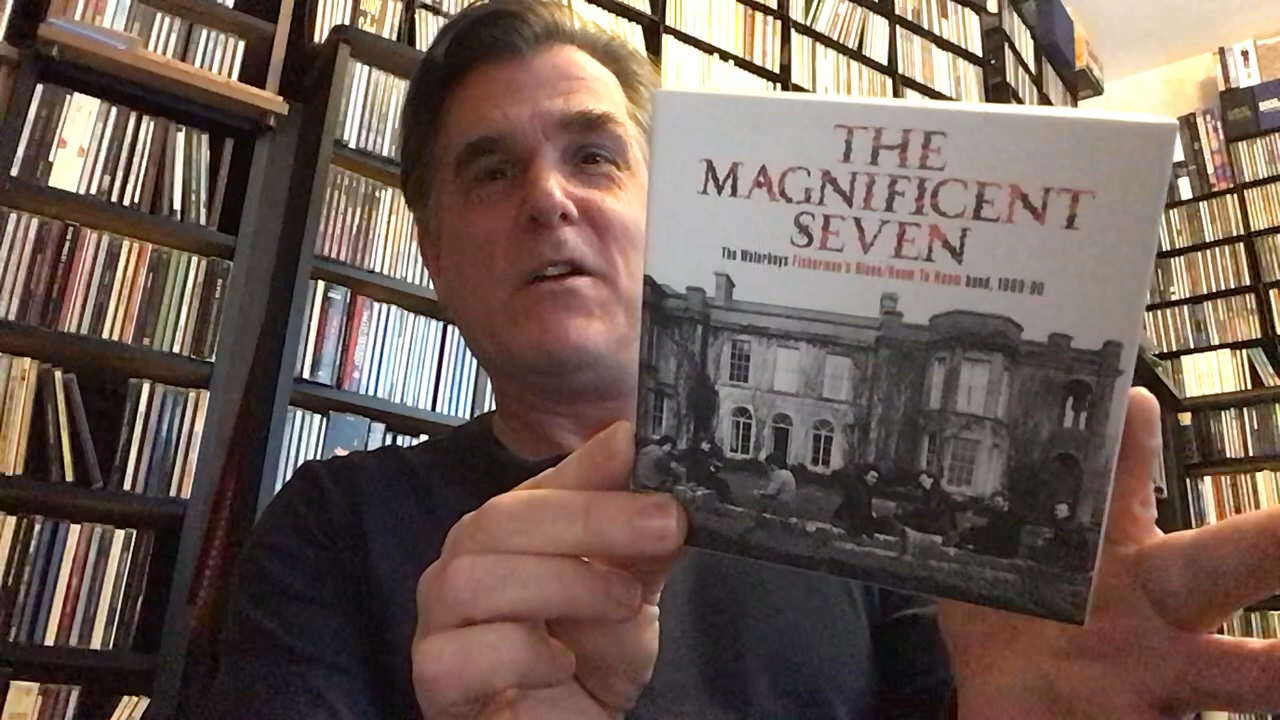 THE
MAGNIFICENT
SEVEN
The Waterboys Fisherman's Blues/Room To Roam band, 1989-90